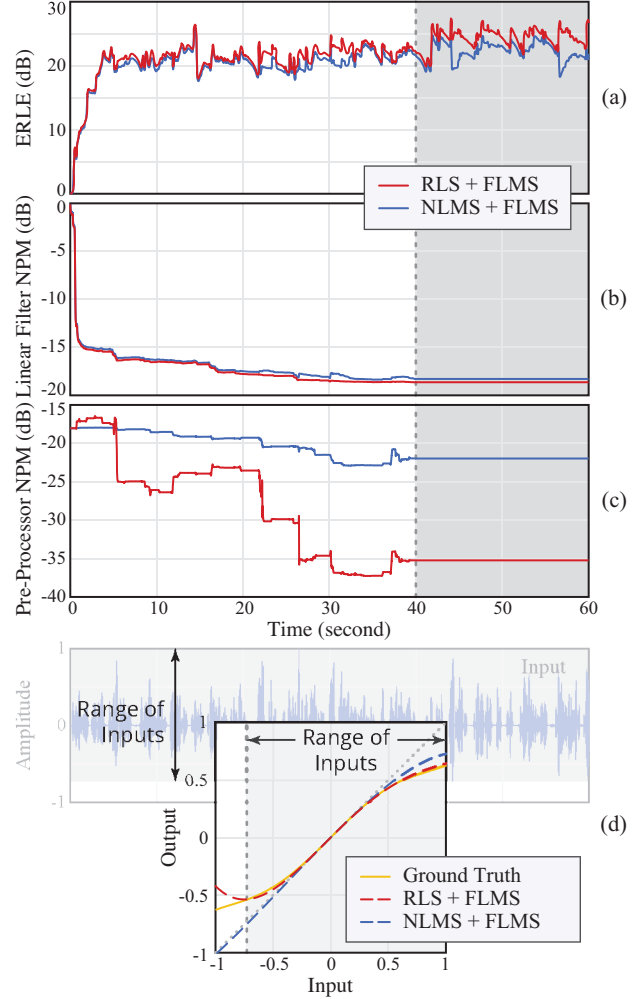 30
20
10
0
ERLE (dB)
(a)
RLS + FLMS
NLMS + FLMS
0
-5
-10
-15
-20
Linear Filter NPM (dB)
(b)
-15
-20
-25
-30
-35
-40
Pre-Processor NPM (dB)
(c)
0 10 20 30 40 50 60
Time (second)
1
0
-1
Amplitude
Input
Range of
Inputs
1
0.5
0
-0.5
-1
Output
Range of
Inputs
(d)
Ground Truth
RLS + FLMS
NLMS + FLMS
-1 -0.5 0 0.5 1
Input